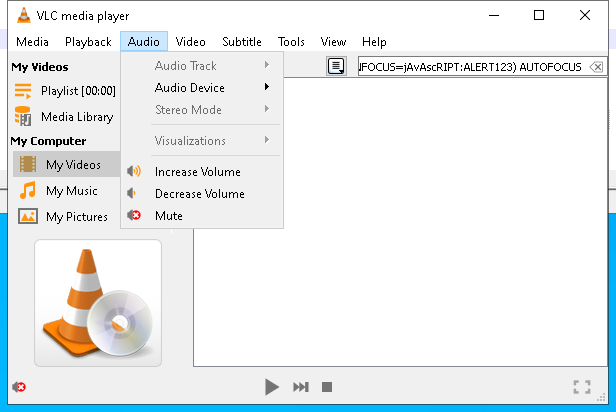 VLC media player
Media Playback Audio Video Subtitle Tools View Help
My Videos
Playlist [00:00]
Media Library
My Computer
My Videos
My Music
My Pictures
Audio Track
Audio Device
Stereo Mode
Visualizations
Increase Volume
Decrease Volume
Mute
FOCUS=jAvAscRIPT:ALERT123) AUTOFOCUS